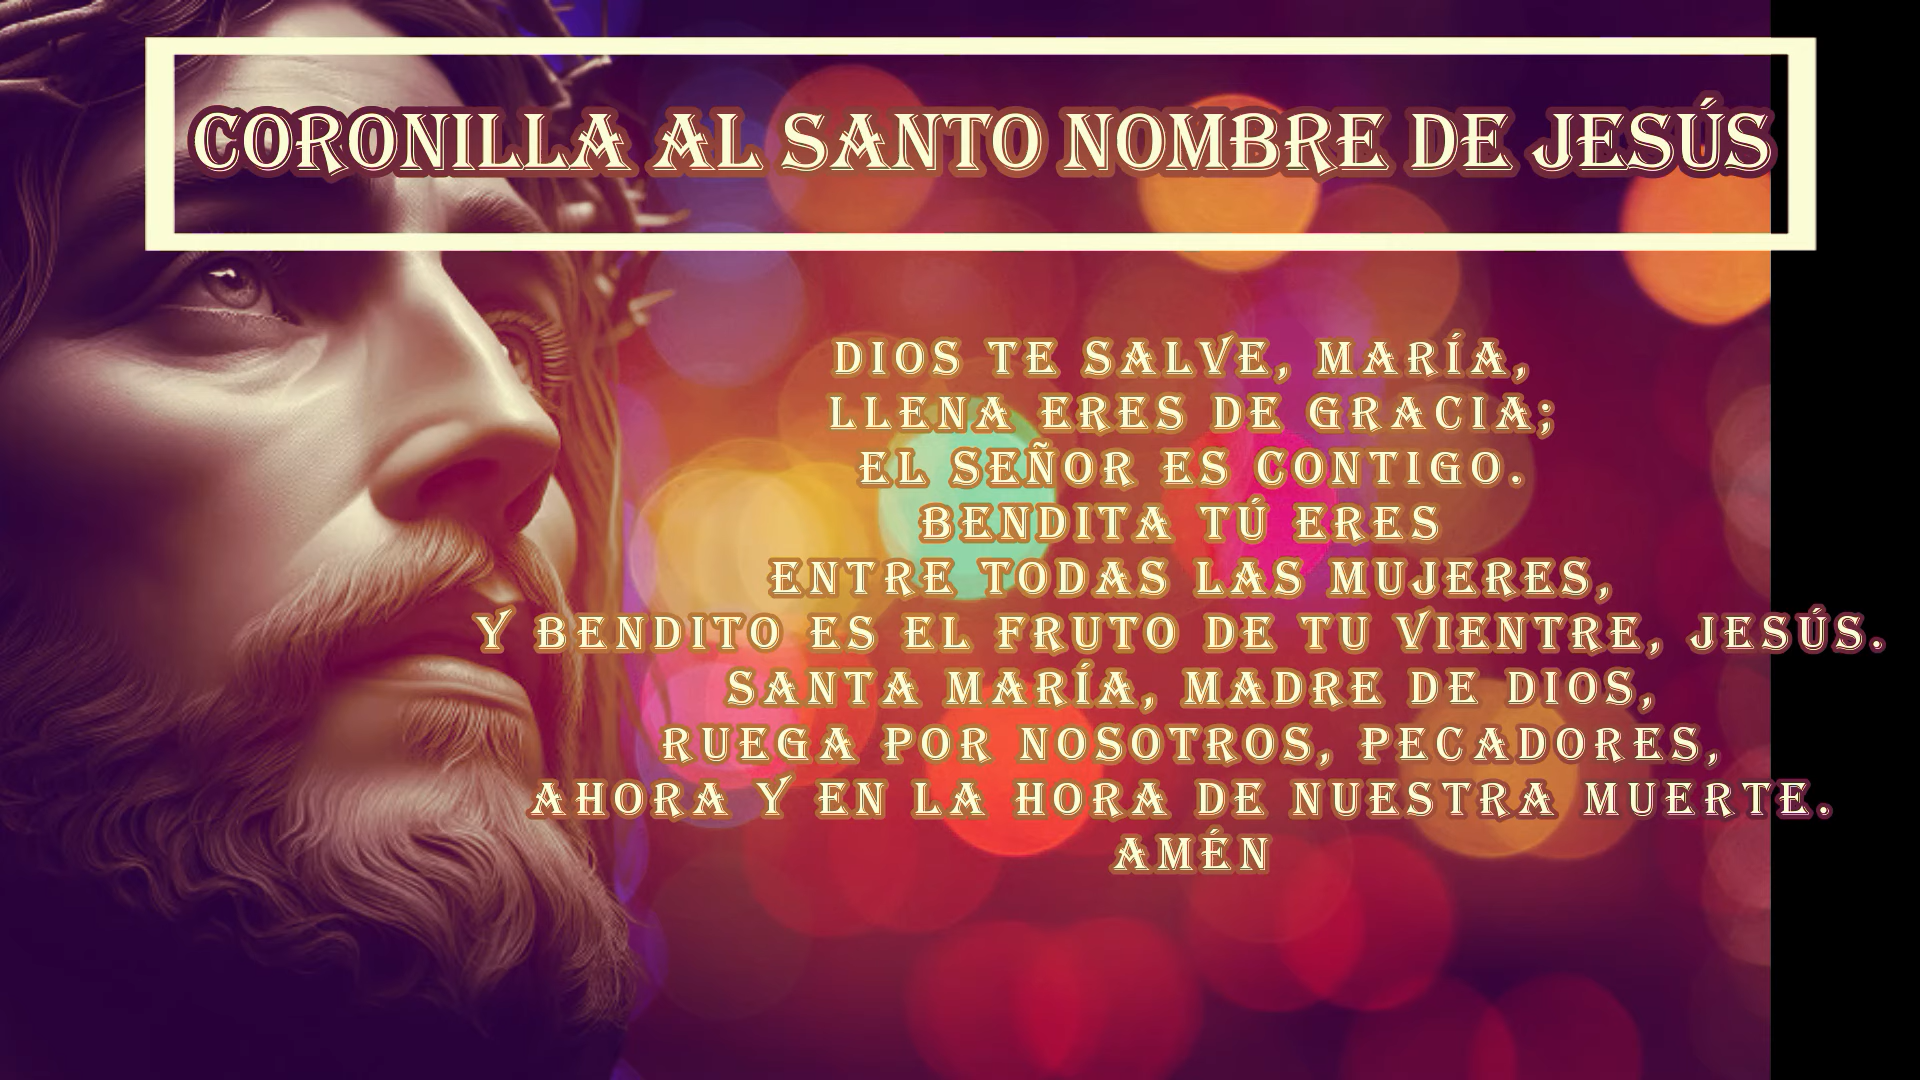 CORONILLA AL SANTO NOMBRE DE JESÚS
DIOS TE SALVE, MARÍA,
LLENA ERES DE GRACIA;
EL SEÑOR ES CONTIGO.
BENDITA TÚ ERES
ENTRE TODAS LAS MUJERES,
Y BENDITO ES EL FRUTO DE TU VIENTRE, JESÚS.
SANTA MARÍA, MADRE DE DIOS,
RUEGA POR NOSOTROS, PECADORES,
AHORA Y EN LA HORA DE NUESTRA MUERTE.
AMÉN